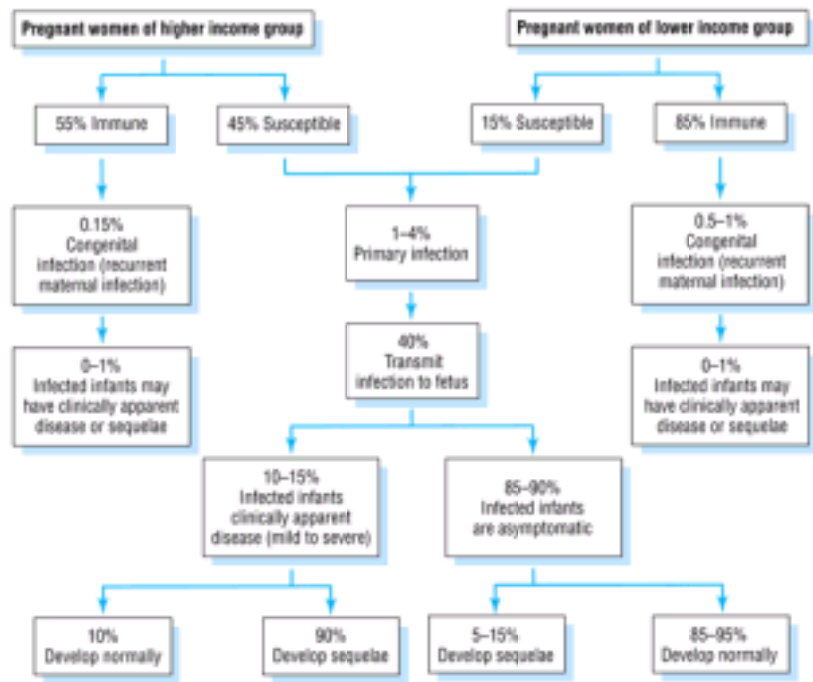 Pregnant women of higher income group
Pregnant women of lower income group
55% Immune
45% Susceptible
15% Susceptible
85% Immune
0.15%
Congenital
infection (recurrent
maternal infection)
1–4%
Primary infection
0.5–1%
Congenital
infection (recurrent
maternal infection)
0–1%
Infected infants may
have clinically apparent
disease or sequelae
40%
Transmit
infection to fetus
0–1%
Infected infants may
have clinically apparent
disease or sequelae
10–15%
Infected infants
clinically apparent
disease (mild to severe)
85–90%
Infected infants
are asymptomatic
10%
Develop normally
90%
Develop sequelae
5–15%
Develop sequelae
85–95%
Develop normally